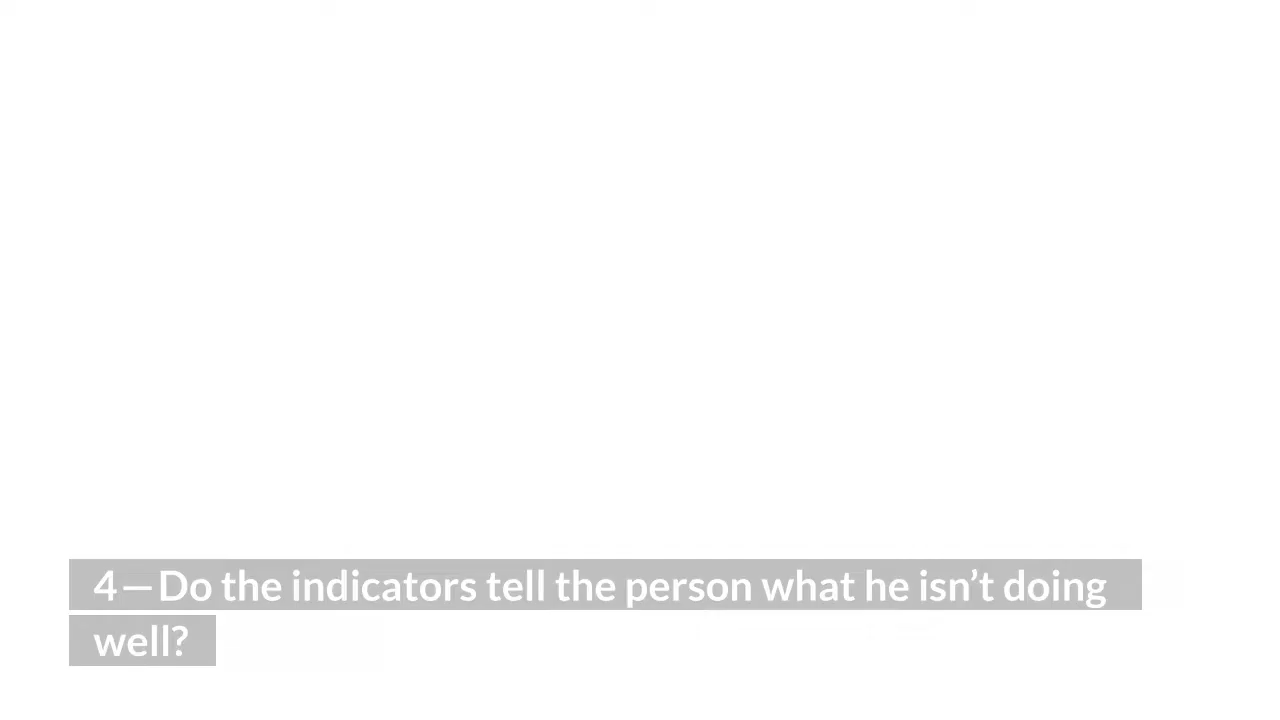 4—Do the indicators tell the person what he isn’t doing
well?